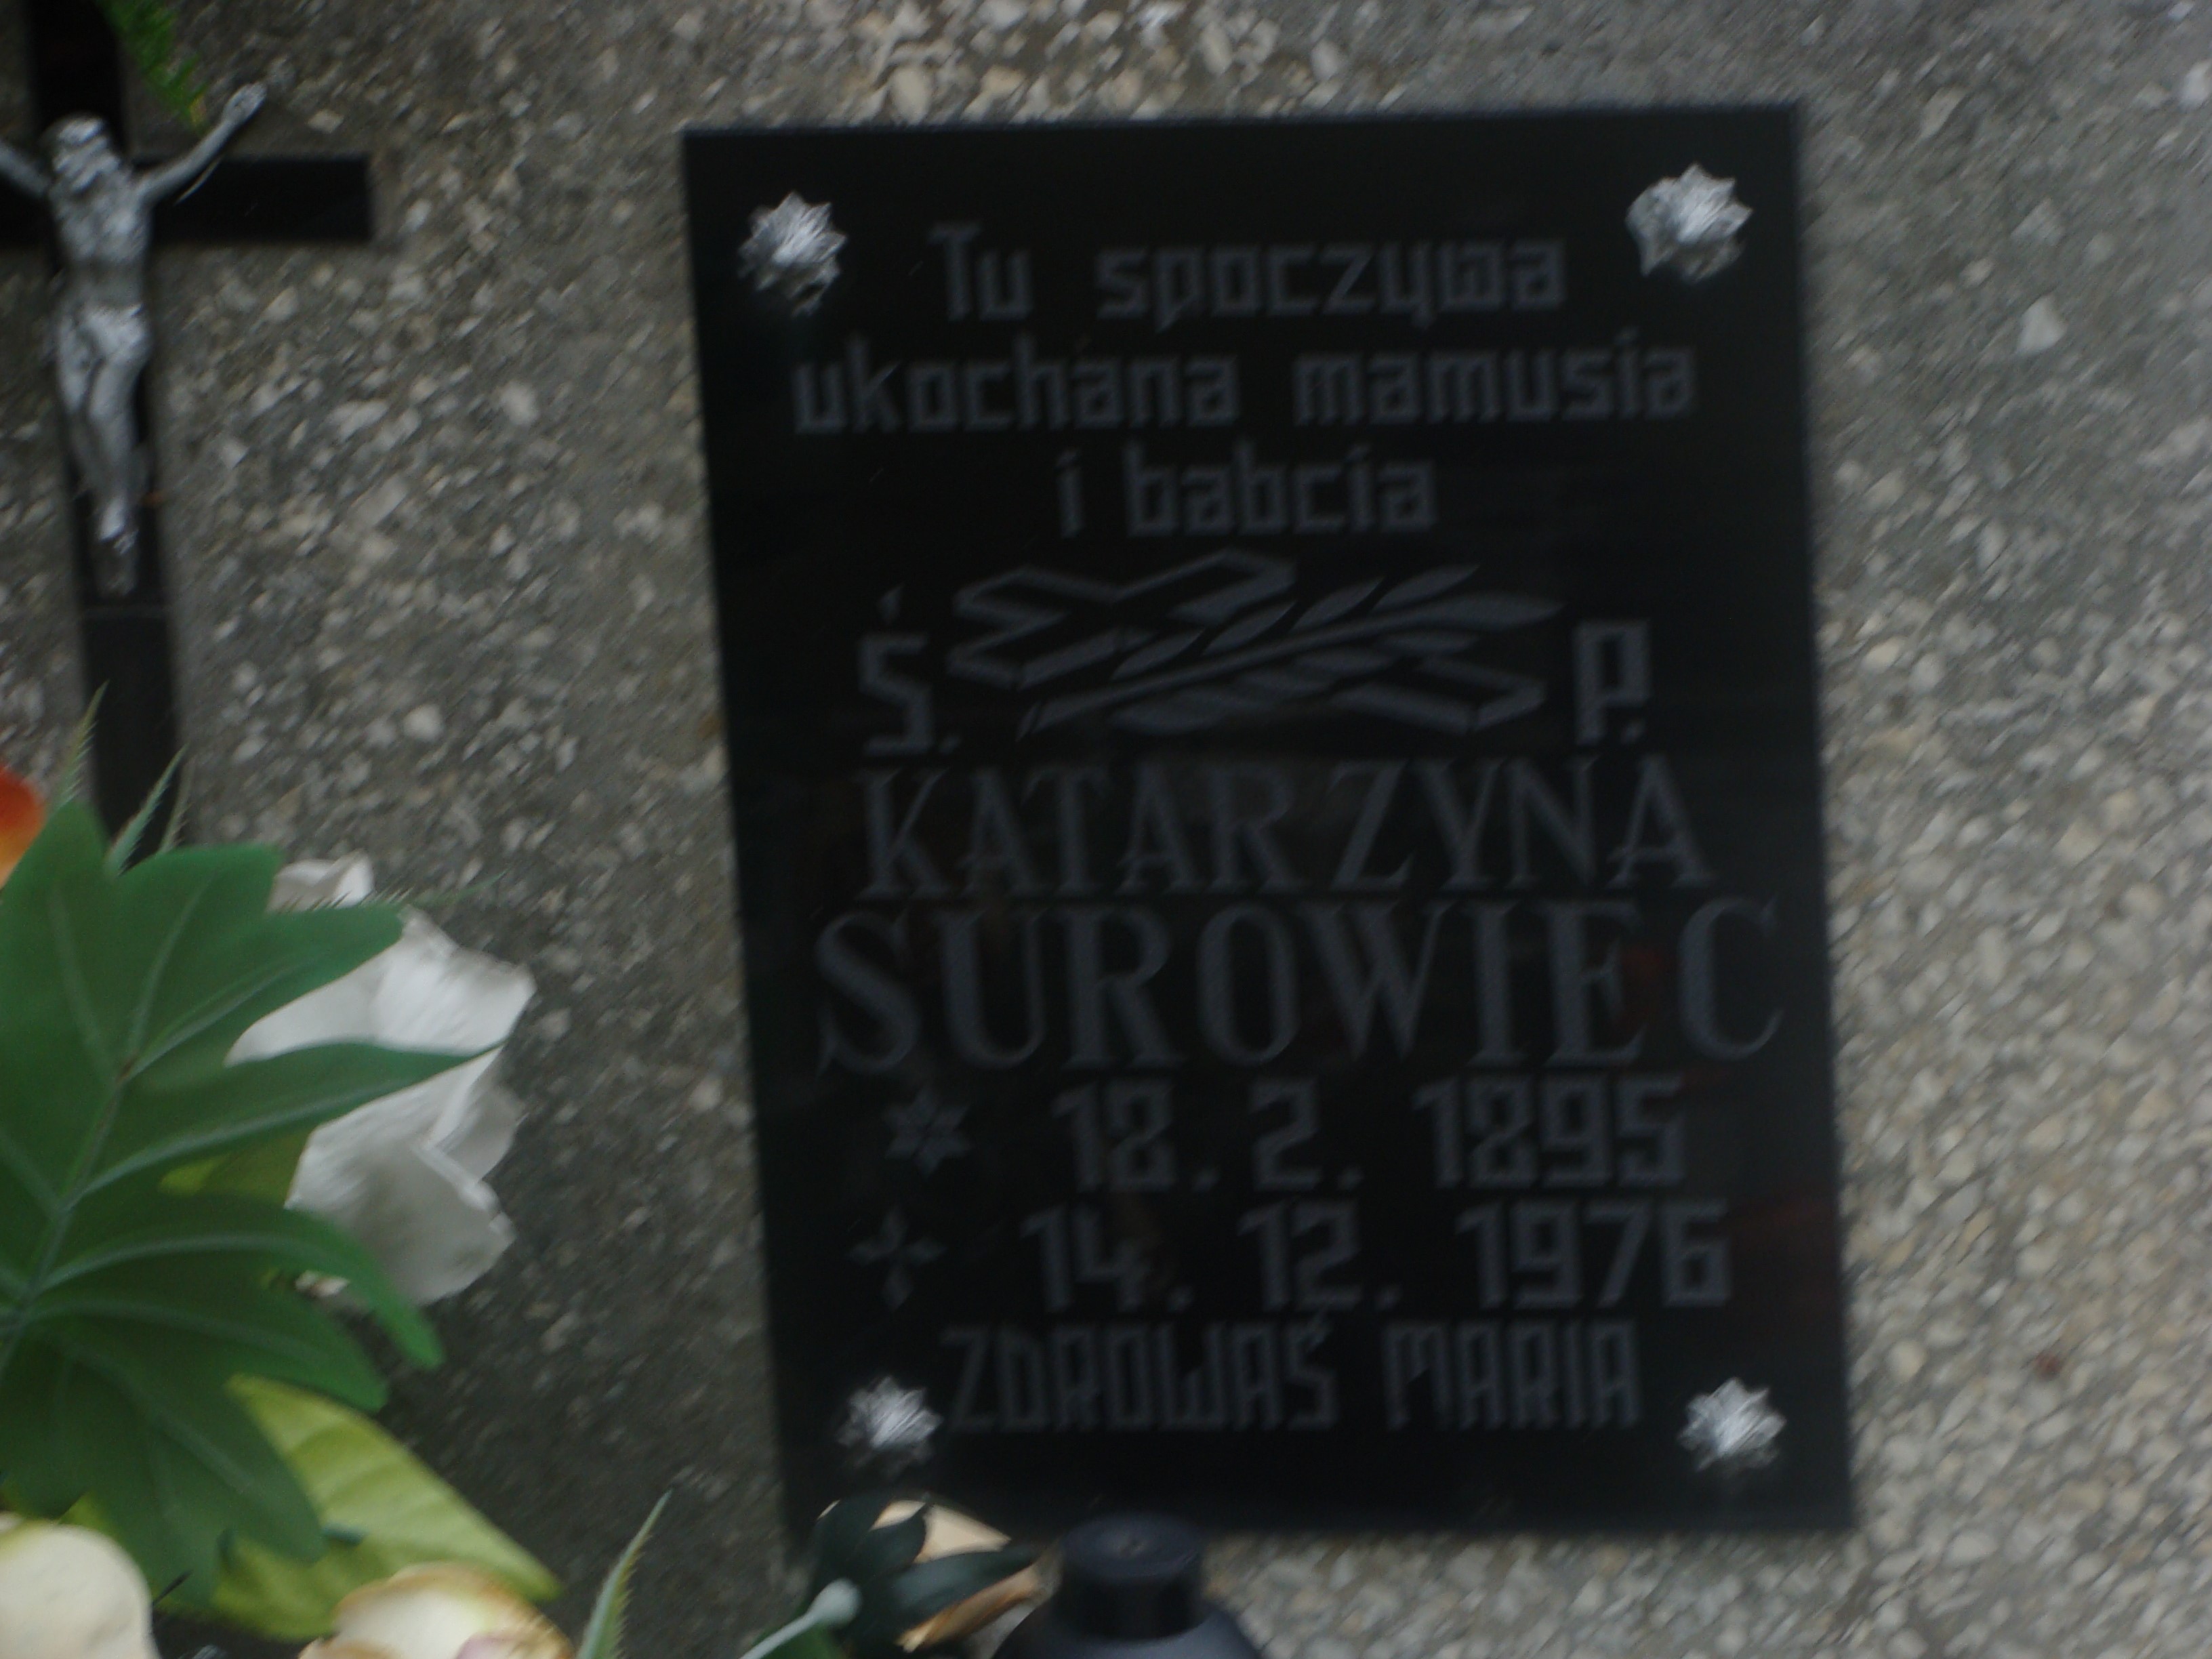 Tu spoczywa
ukochana mamusia
i babcia
Ś. P.
KATARZYNA
SUROWIEC
18. 2. 1895
14. 12. 1976
ZDROWAŚ MARIA